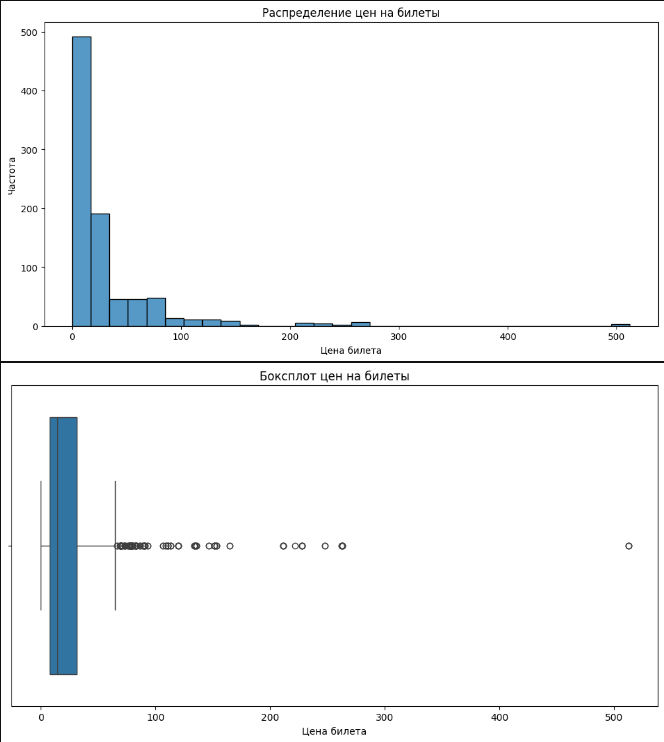 Распределение цен на билеты
500
400
300
200
100
0
Частота
0 100 200 300 400 500
Цена билета
Боксплот цен на билеты
0 100 200 300 400 500
Цена билета